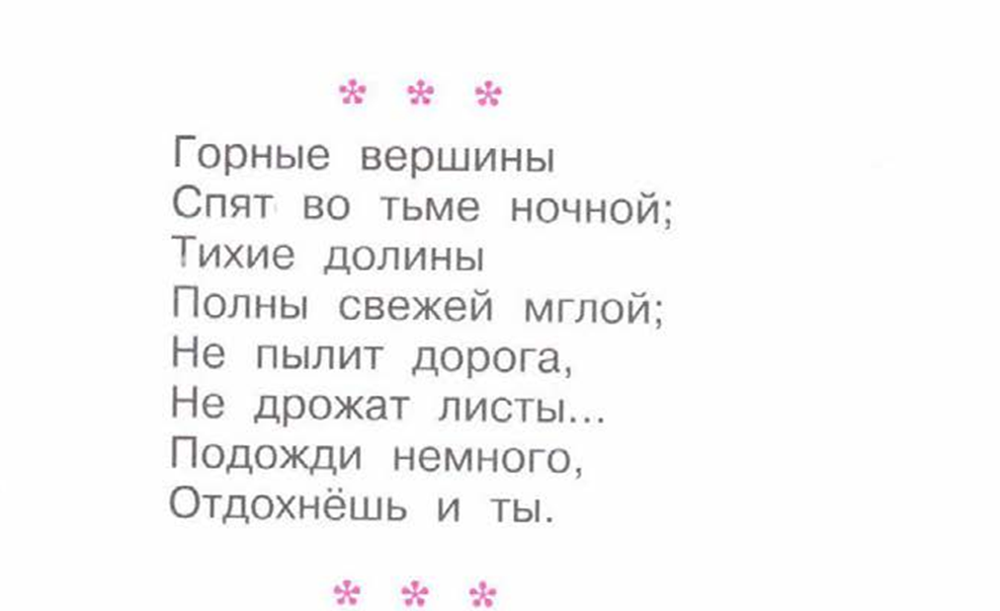 * * *
Горные вершины
Спят во тьме ночной;
Тихие долины
Полны свежей мглой;
Не пылит дорога,
Не дрожат листы...
Подожди немного,
Отдохнёшь и ты.
* * *